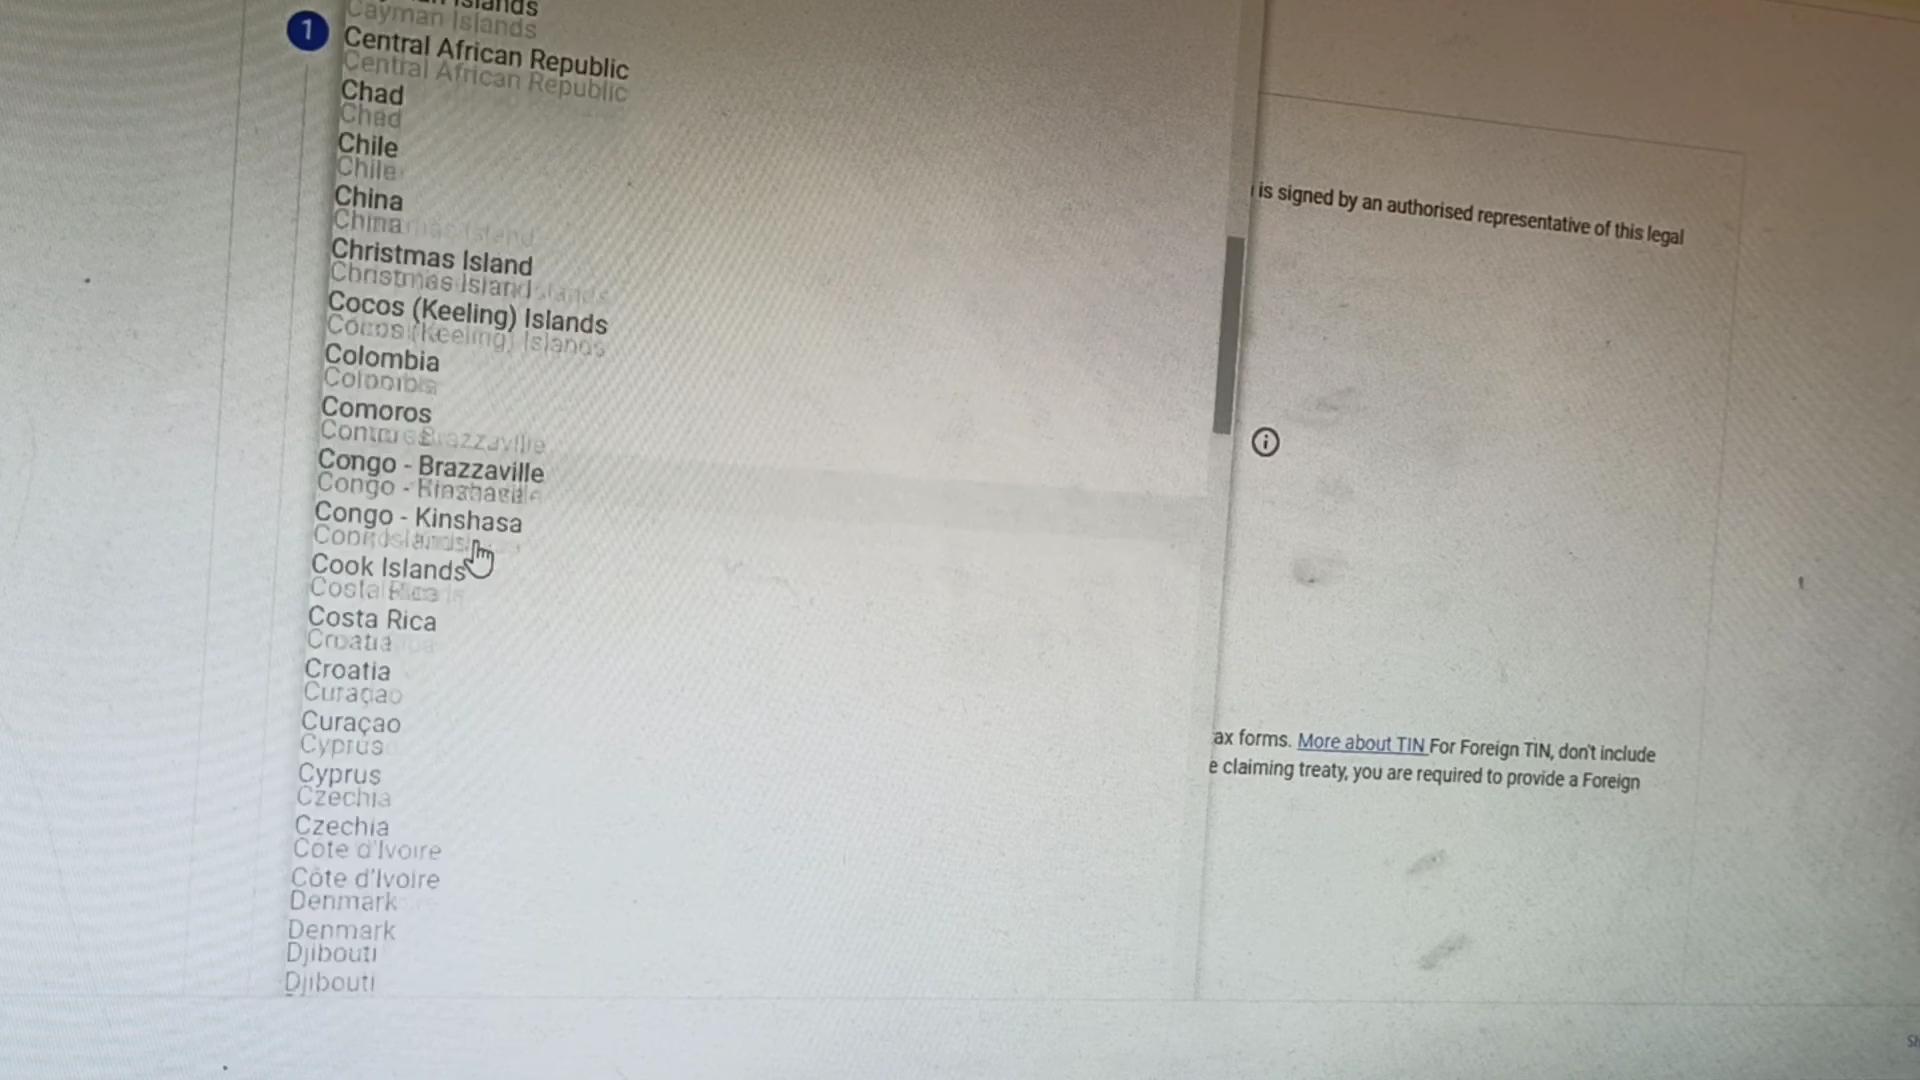 1
Cayman Islands
Central African Republic
Central African Republic
Chad
Chad
Chile
Chile
China
China
Christmas Island
Christmas Island
Cocos (Keeling) Islands
Cocos (Keeling) Islands
Colombia
Colombia
Comoros
Congo - Brazzaville
Congo - Kinshasa
Cook Islands
Costa Rica
Costa Rica
Croatia
Croatia
Curaçao
Curaçao
Cyprus
Cyprus
Czechia
Czechia
Côte d'Ivoire
Côte d'Ivoire
Denmark
Denmark
Djibouti
Djibouti
is signed by an authorised representative of this legal
ax forms. More about TIN For Foreign TIN, don't include
e claiming treaty, you are required to provide a Foreign